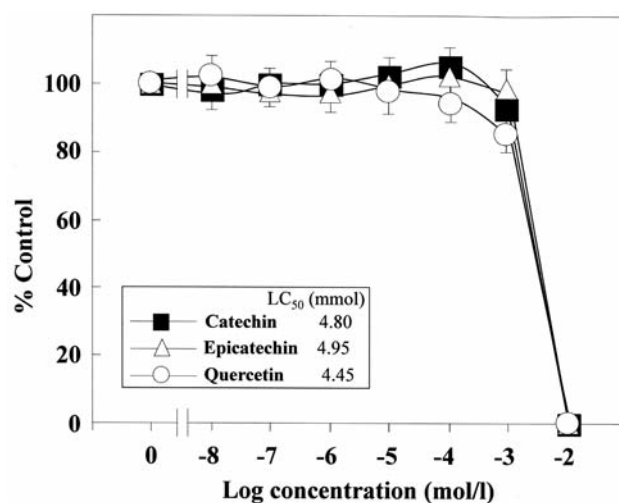 % Control
100
80
60
40
20
0
LC50 (mmol)
Catechin 4.80
Epicatechin 4.95
Quercetin 4.45
0 -8 -7 -6 -5 -4 -3 -2
Log concentration (mol/l)